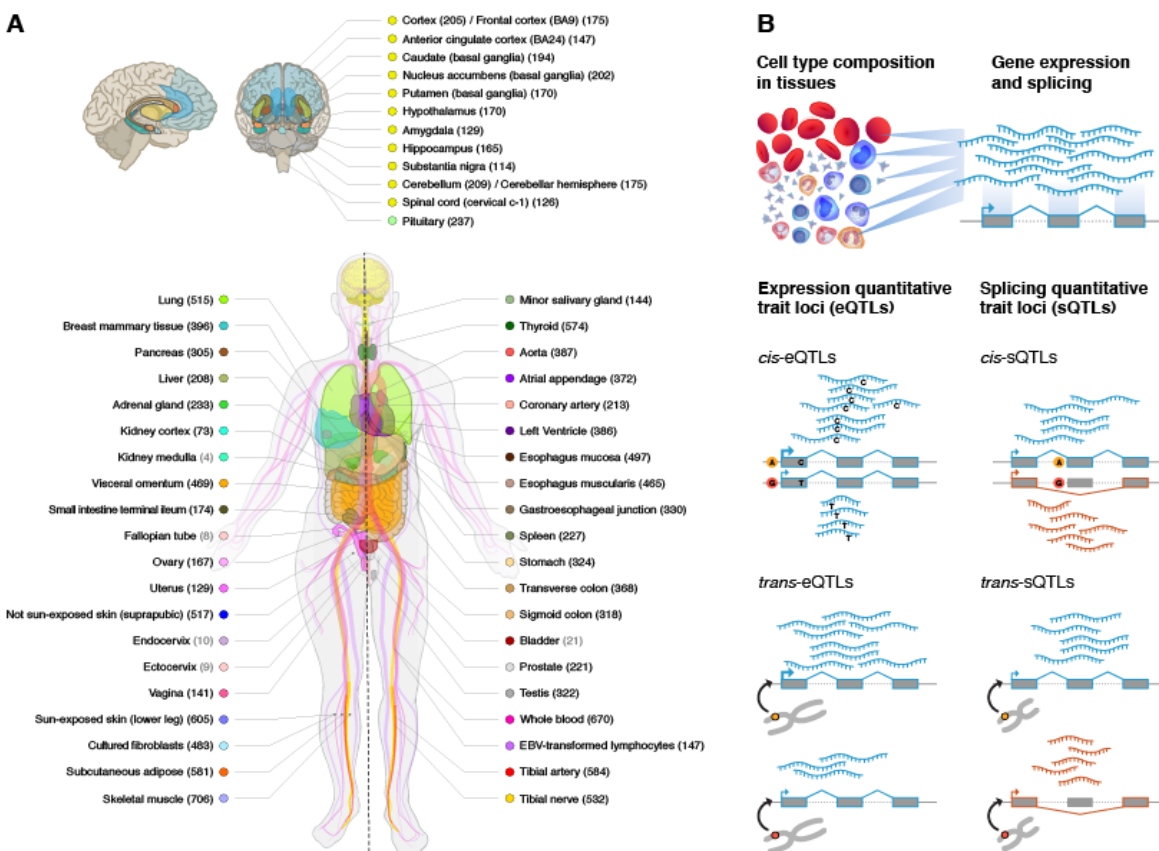 A
Cortex (205) / Frontal cortex (BA9) (175)
Anterior cingulate cortex (BA24) (147)
Caudate (basal ganglia) (194)
Nucleus accumbens (basal ganglia) (202)
Putamen (basal ganglia) (170)
Hypothalamus (170)
Amygdala (129)
Hippocampus (165)
Substantia nigra (114)
Cerebellum (209) / Cerebellar hemisphere (175)
Spinal cord (cervical c-1) (126)
Pituitary (237)
Lung (515)
Breast mammary tissue (396)
Pancreas (305)
Liver (208)
Adrenal gland (233)
Kidney cortex (73)
Kidney medulla (4)
Visceral omentum (469)
Small intestine terminal ileum (174)
Fallopian tube (8)
Ovary (167)
Uterus (129)
Not sun-exposed skin (suprapubic) (517)
Endocervix (10)
Ectocervix (9)
Vagina (141)
Sun-exposed skin (lower leg) (605)
Cultured fibroblasts (483)
Subcutaneous adipose (581)
Skeletal muscle (706)
Minor salivary gland (144)
Thyroid (574)
Aorta (387)
Atrial appendage (372)
Coronary artery (213)
Left Ventricle (386)
Esophagus mucosa (497)
Esophagus muscularis (465)
Gastroesophageal junction (330)
Spleen (227)
Stomach (324)
Transverse colon (368)
Sigmoid colon (318)
Bladder (21)
Prostate (221)
Testis (322)
Whole blood (670)
EBV-transformed lymphocytes (147)
Tibial artery (584)
Tibial nerve (532)
B
Cell type composition
in tissues
Gene expression
and splicing
Expression quantitative
trait loci (eQTLs)
Splicing quantitative
trait loci (sQTLs)
cis-eQTLs
C
C
C
C
C
C
C
A C
G T
T
T
T
T
cis-sQTLs
A
G
trans-eQTLs
trans-sQTLs